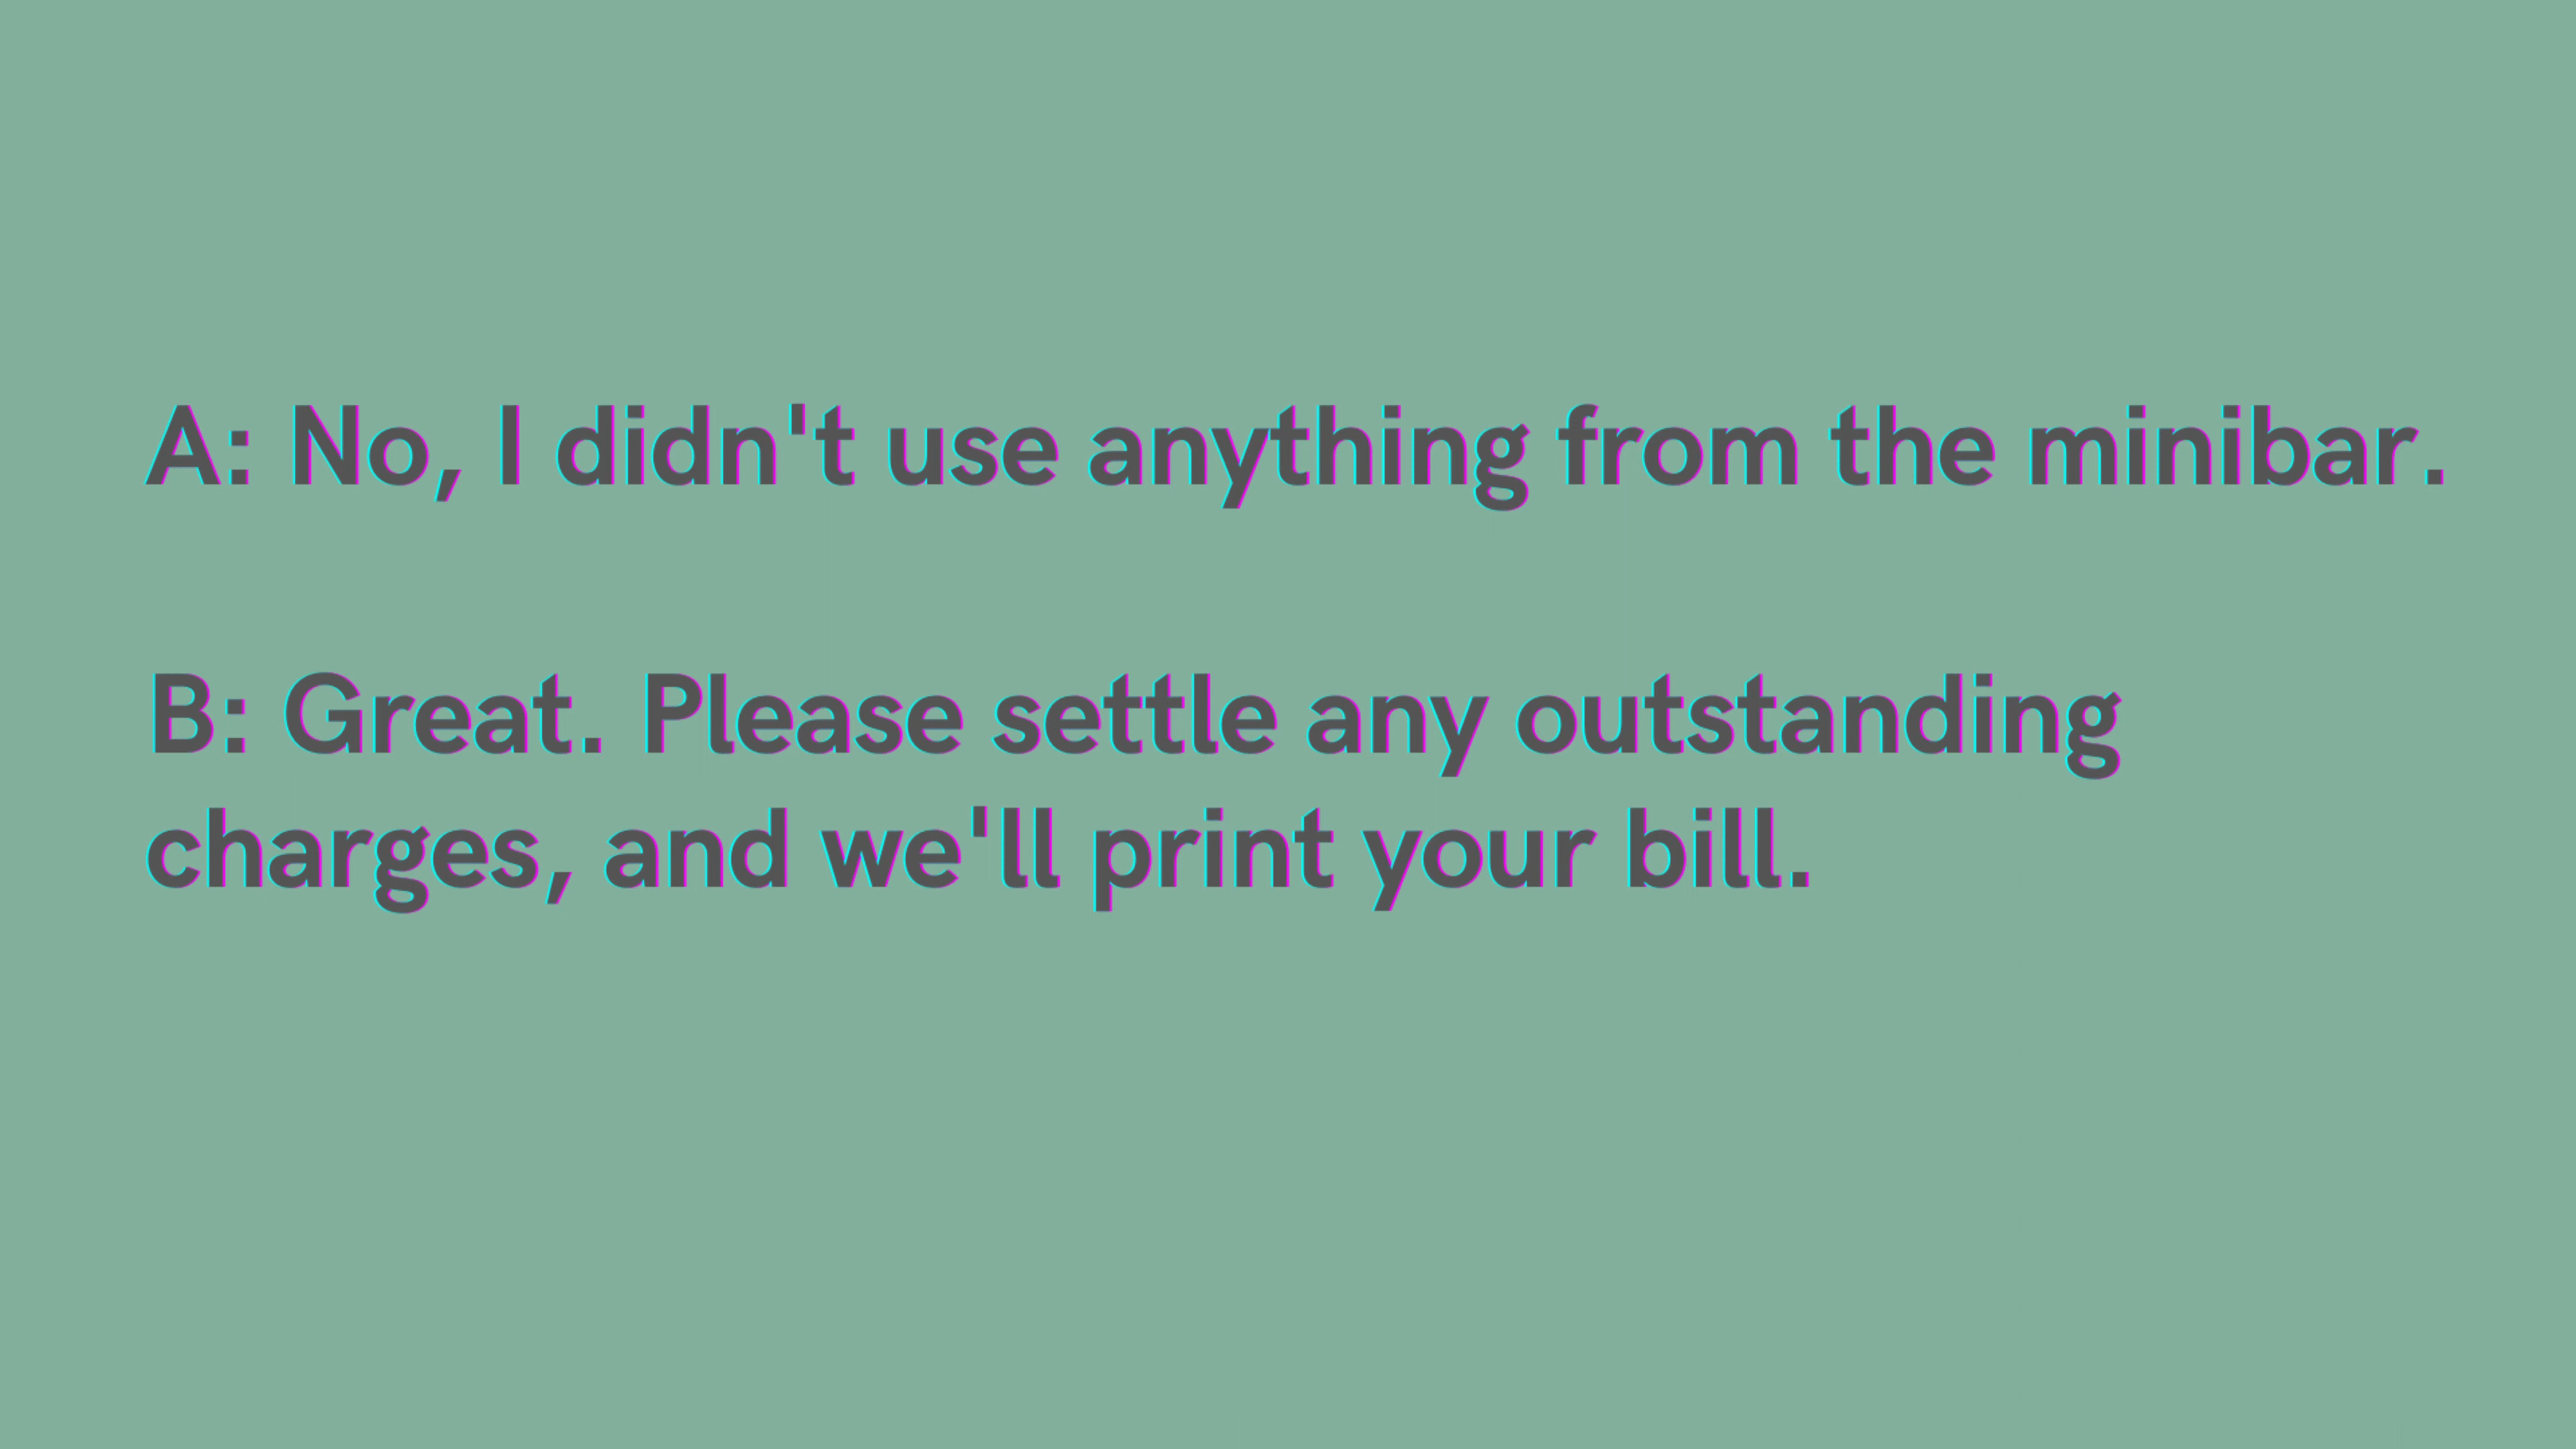 A: No, I didn't use anything from the minibar.
B: Great. Please settle any outstanding
charges, and we'll print your bill.